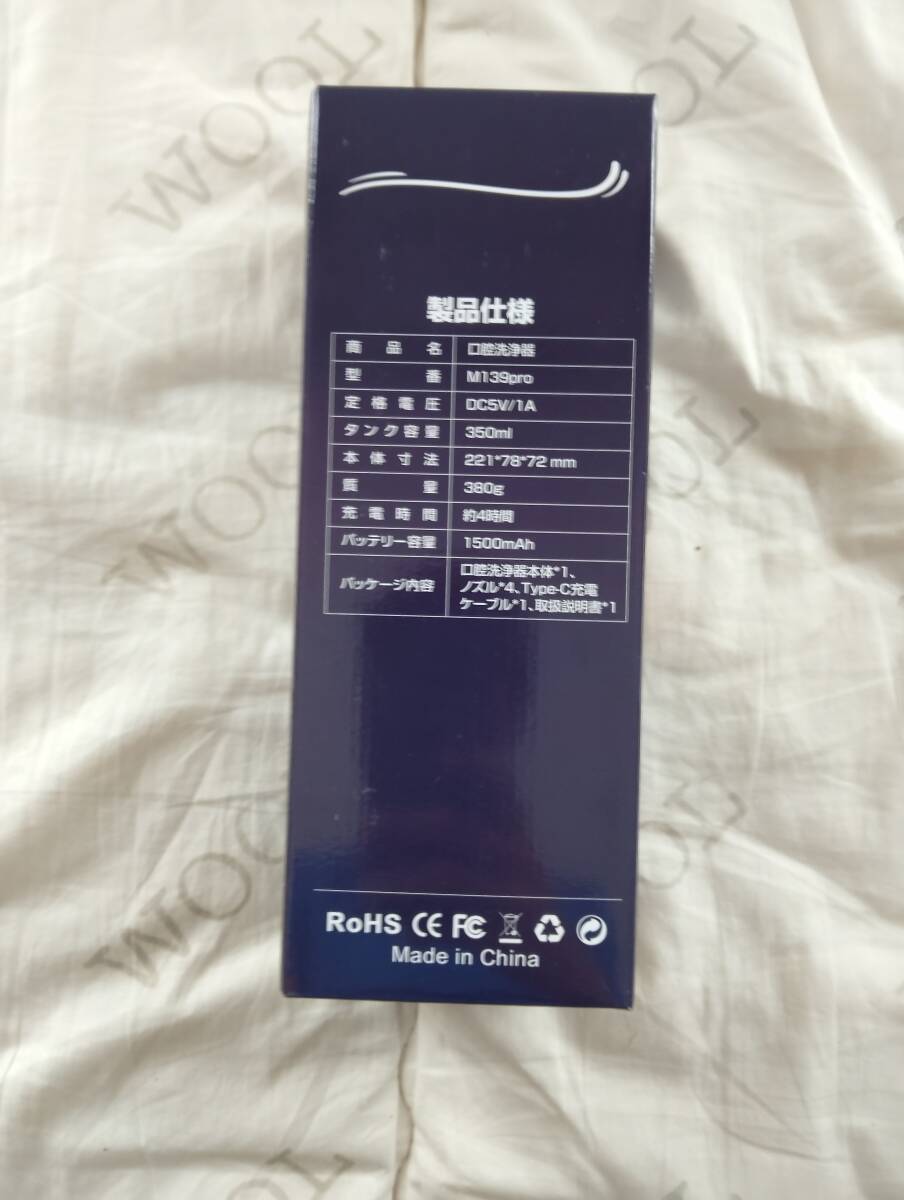 製品仕様
商品名 口腔洗浄器
型番 M139pro
定格電圧 DC5V/1A
タンク容量 350ml
本体寸法 221*78*72 mm
質量 380g
充電時間 約4時間
バッテリー容量 1500mAh
パッケージ内容 口腔洗浄器本体*1、
ノズル*4、Type-C充電
ケーブル*1、取扱説明書*1
RoHS CE FC
Made in China
WOOL
WOOL
WOOL
WOOL